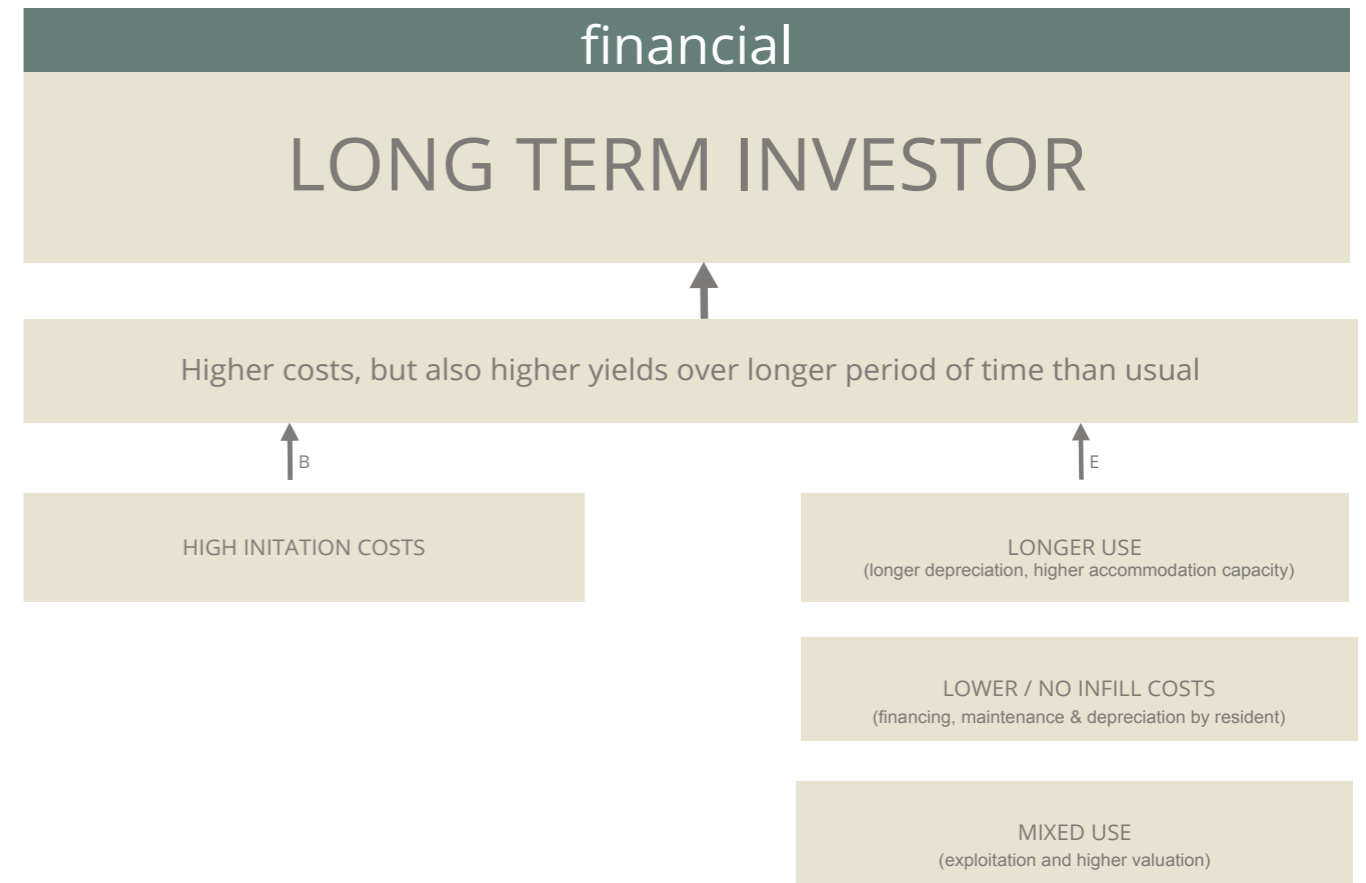 financial
LONG TERM INVESTOR
Higher costs, but also higher yields over longer period of time than usual
B
E
HIGH INITATION COSTS
LONGER USE
(longer depreciation, higher accommodation capacity)
LOWER / NO INFILL COSTS
(financing, maintenance & depreciation by resident)
MIXED USE
(exploitation and higher valuation)